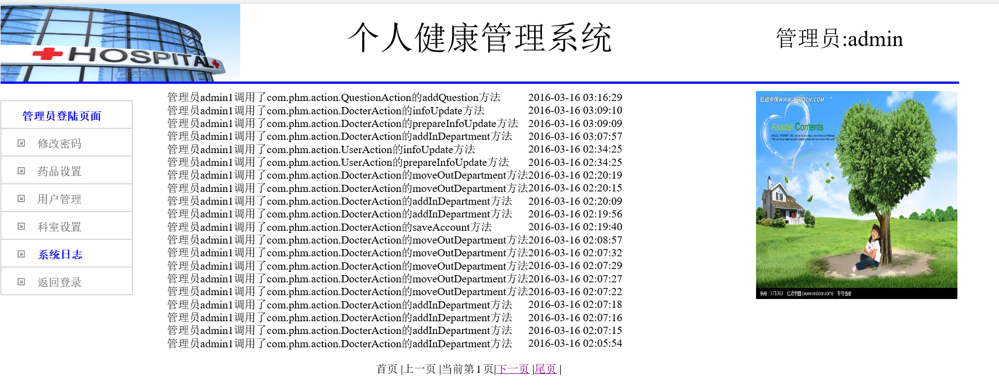 HOSPITAL
HOSPITAL
个人健康管理系统
管理员:admin
管理员登陆页面
修改密码
药品设置
用户管理
科室设置
系统日志
返回登录
管理员admin1调用了com.phm.action.QuestionAction的addQuestion方法 2016-03-16 03:16:29
管理员admin1调用了com.phm.action.DocterAction的infoUpdate方法 2016-03-16 03:09:10
管理员admin1调用了com.phm.action.DocterAction的prepareInfoUpdate方法 2016-03-16 03:09:09
管理员admin1调用了com.phm.action.DocterAction的addInDepartment方法 2016-03-16 03:07:57
管理员admin1调用了com.phm.action.UserAction的infoUpdate方法 2016-03-16 02:34:25
管理员admin1调用了com.phm.action.UserAction的prepareInfoUpdate方法 2016-03-16 02:34:25
管理员admin1调用了com.phm.action.DocterAction的moveOutDepartment方法2016-03-16 02:20:19
管理员admin1调用了com.phm.action.DocterAction的moveOutDepartment方法2016-03-16 02:20:15
管理员admin1调用了com.phm.action.DocterAction的addInDepartment方法 2016-03-16 02:20:09
管理员admin1调用了com.phm.action.DocterAction的addInDepartment方法 2016-03-16 02:19:56
管理员admin1调用了com.phm.action.DocterAction的saveAccount方法 2016-03-16 02:19:40
管理员admin1调用了com.phm.action.DocterAction的moveOutDepartment方法2016-03-16 02:08:57
管理员admin1调用了com.phm.action.DocterAction的moveOutDepartment方法2016-03-16 02:07:32
管理员admin1调用了com.phm.action.DocterAction的moveOutDepartment方法2016-03-16 02:07:29
管理员admin1调用了com.phm.action.DocterAction的moveOutDepartment方法2016-03-16 02:07:27
管理员admin1调用了com.phm.action.DocterAction的moveOutDepartment方法2016-03-16 02:07:22
管理员admin1调用了com.phm.action.DocterAction的addInDepartment方法 2016-03-16 02:07:18
管理员admin1调用了com.phm.action.DocterAction的addInDepartment方法 2016-03-16 02:07:16
管理员admin1调用了com.phm.action.DocterAction的addInDepartment方法 2016-03-16 02:07:15
管理员admin1调用了com.phm.action.DocterAction的addInDepartment方法 2016-03-16 02:05:54
首页 |上一页 |当前第1页|下一页 |尾页 |
红动中国WWW.REDOCN.COM
Asadal Contents
编号:571063 红动中国(www.redocn.com)